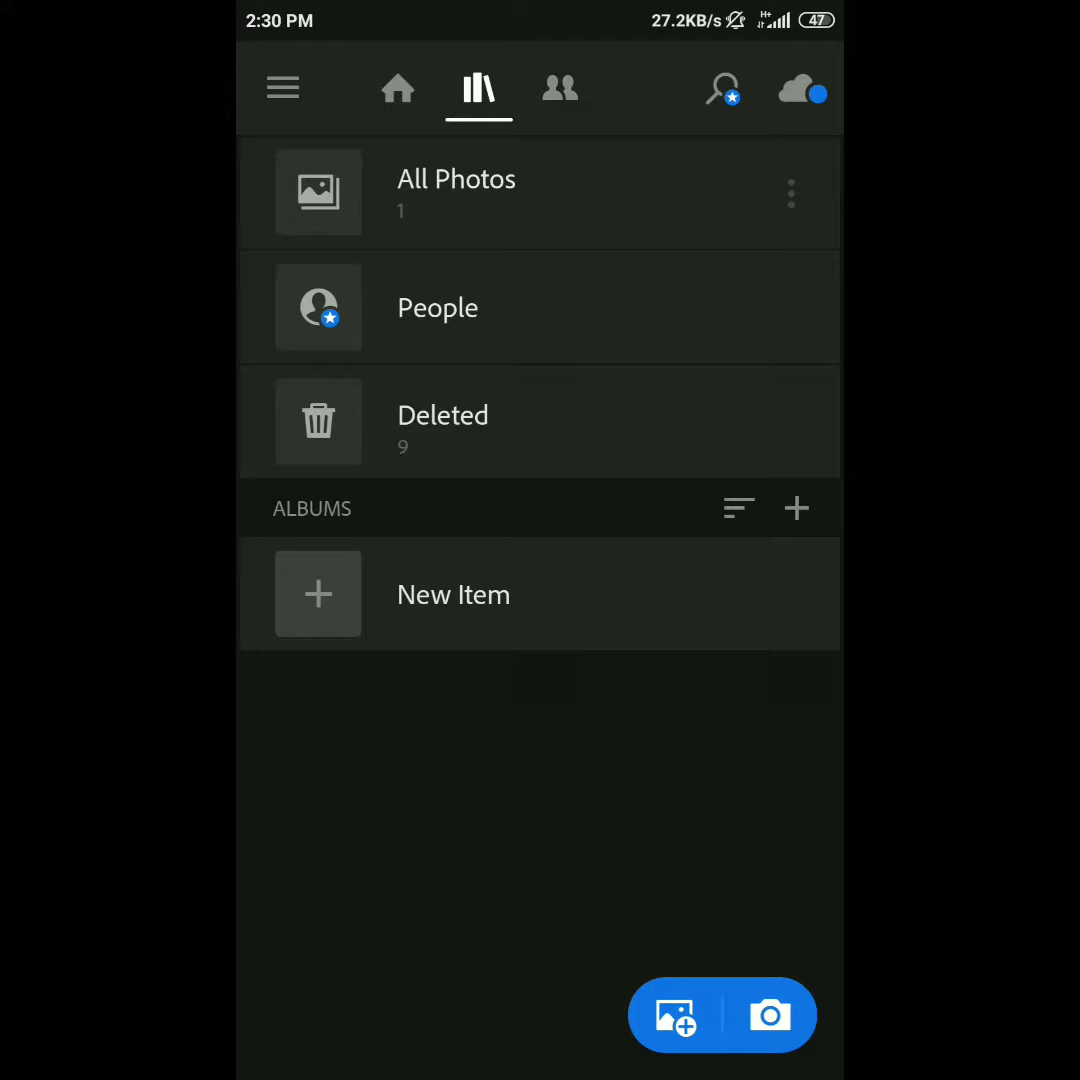 2:30 PM
27.2KB/s
H+
47
All Photos
1
People
Deleted
9
ALBUMS
New Item